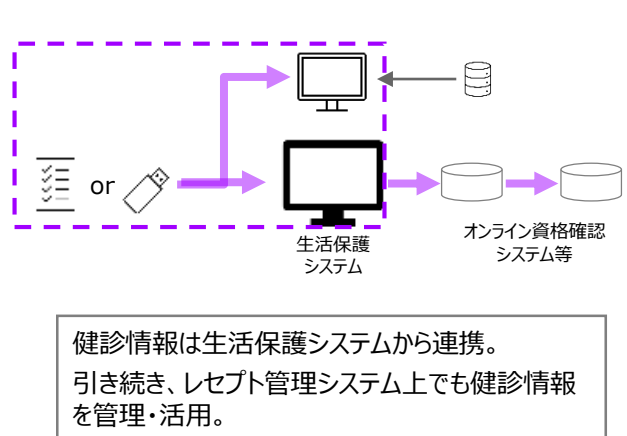 or
生活保護
システム
オンライン資格確認
システム等
健診情報は生活保護システムから連携。
引き続き、レセプト管理システム上でも健診情報
を管理・活用。